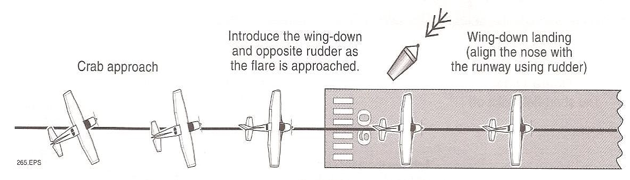 Crab approach
Introduce the wing-down
and opposite rudder as
the flare is approached.
Wing-down landing
(align the nose with
the runway using rudder)
09
265.EPS